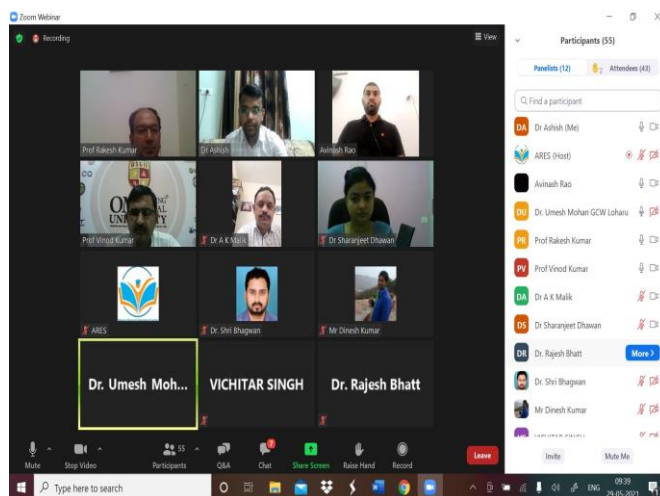 Zoom Webinar
Recording
View
Prof Rakesh Kumar
Dr Ashish
Avinash Rao
Prof Vinod Kumar
Dr A K Malik
Dr Sharanjeet Dhawan
ARES
Dr. Shri Bhagwan
Mr Dinesh Kumar
Dr. Umesh Moh...
VICHITAR SINGH
Dr. Rajesh Bhatt
Mute
Stop Video
55
Participants
Q&A
7
Chat
Share Screen
Raise Hand
Record
Leave
Participants (55)
Panelists (12)
2
Attendees (43)
Find a participant
DA Dr Ashish (Me)
ARES (Host)
Avinash Rao
DU Dr. Umesh Mohan GCW Loharu
PR Prof Rakesh Kumar
PV Prof Vinod Kumar
DA Dr A K Malik
DS Dr Sharanjeet Dhawan
DR Dr. Rajesh Bhatt More >
Dr. Shri Bhagwan
Mr Dinesh Kumar
Invite
Mute Me
Type here to search
ENG
09:39
29-05-2021